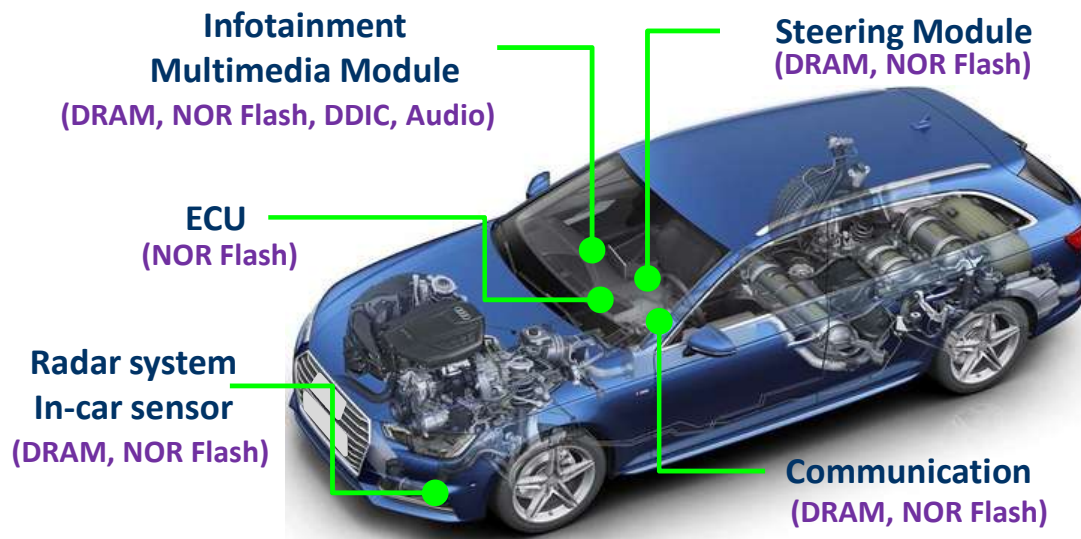 Infotainment
Multimedia Module
(DRAM, NOR Flash, DDIC, Audio)
Steering Module
(DRAM, NOR Flash)
ECU
(NOR Flash)
Radar system
In-car sensor
(DRAM, NOR Flash)
Communication
(DRAM, NOR Flash)